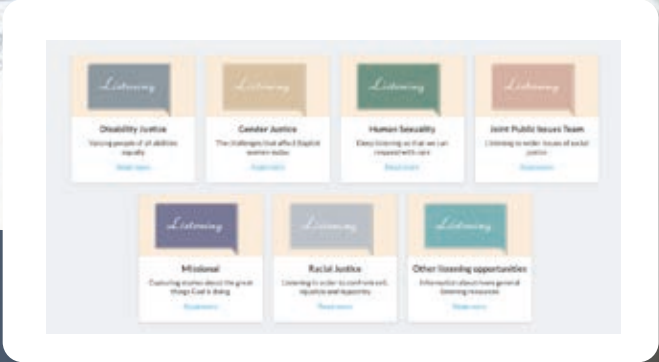 Listening
Listening
Listening
Listening
Disability Justice
Valuing people of all abilities
equally
Read more
Gender Justice
The challenges that affect Baptist
women today
Read more
Human Sexuality
Deep listening so that we can
respond with care
Read more
Joint Public Issues Team
Listening to wider issues of social
justice
Read more
Listening
Listening
Listening
Missional
Capturing stories about the great
things God is doing
Read more
Racial Justice
Listening in order to confront evil,
injustice and hypocrisy
Read more
Other listening opportunities
Information about more general
listening resources
Read more